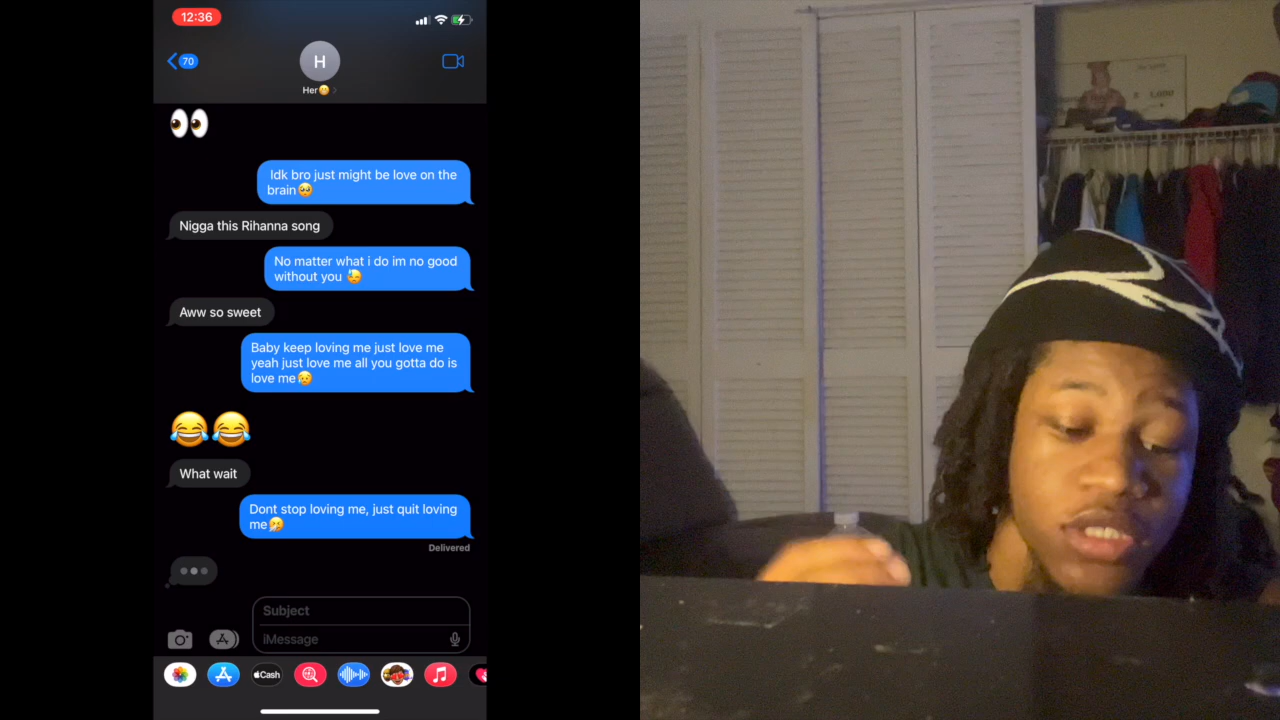 12:36
70
H
Her🤭
👀
Idk bro just might be love on the
brain🥺
Nigga this Rihanna song
No matter what i do im no good
without you 😓
Aww so sweet
Baby keep loving me just love me
yeah just love me all you gotta do is
love me😥
😂😂
What wait
Dont stop loving me, just quit loving
me🤧
Delivered
Subject
iMessage
Cash